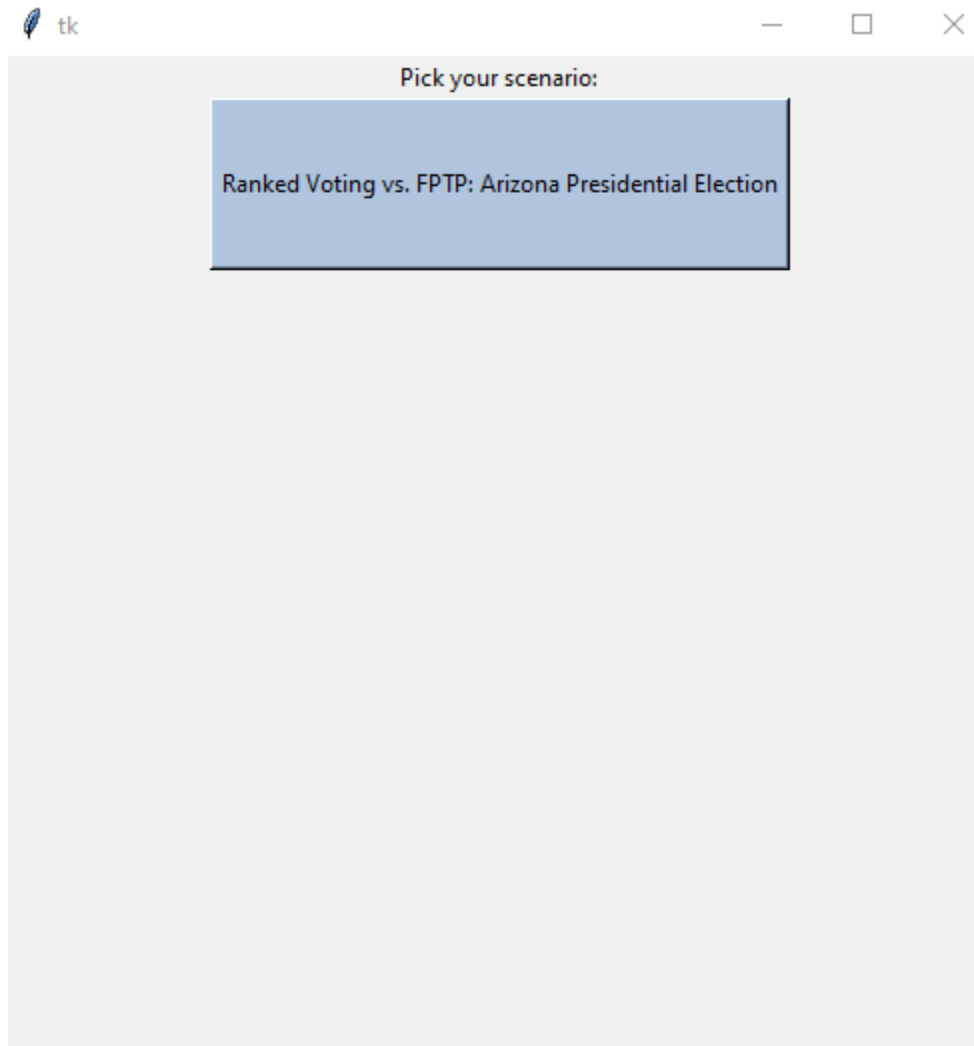 tk
Pick your scenario:
Ranked Voting vs. FPTP: Arizona Presidential Election